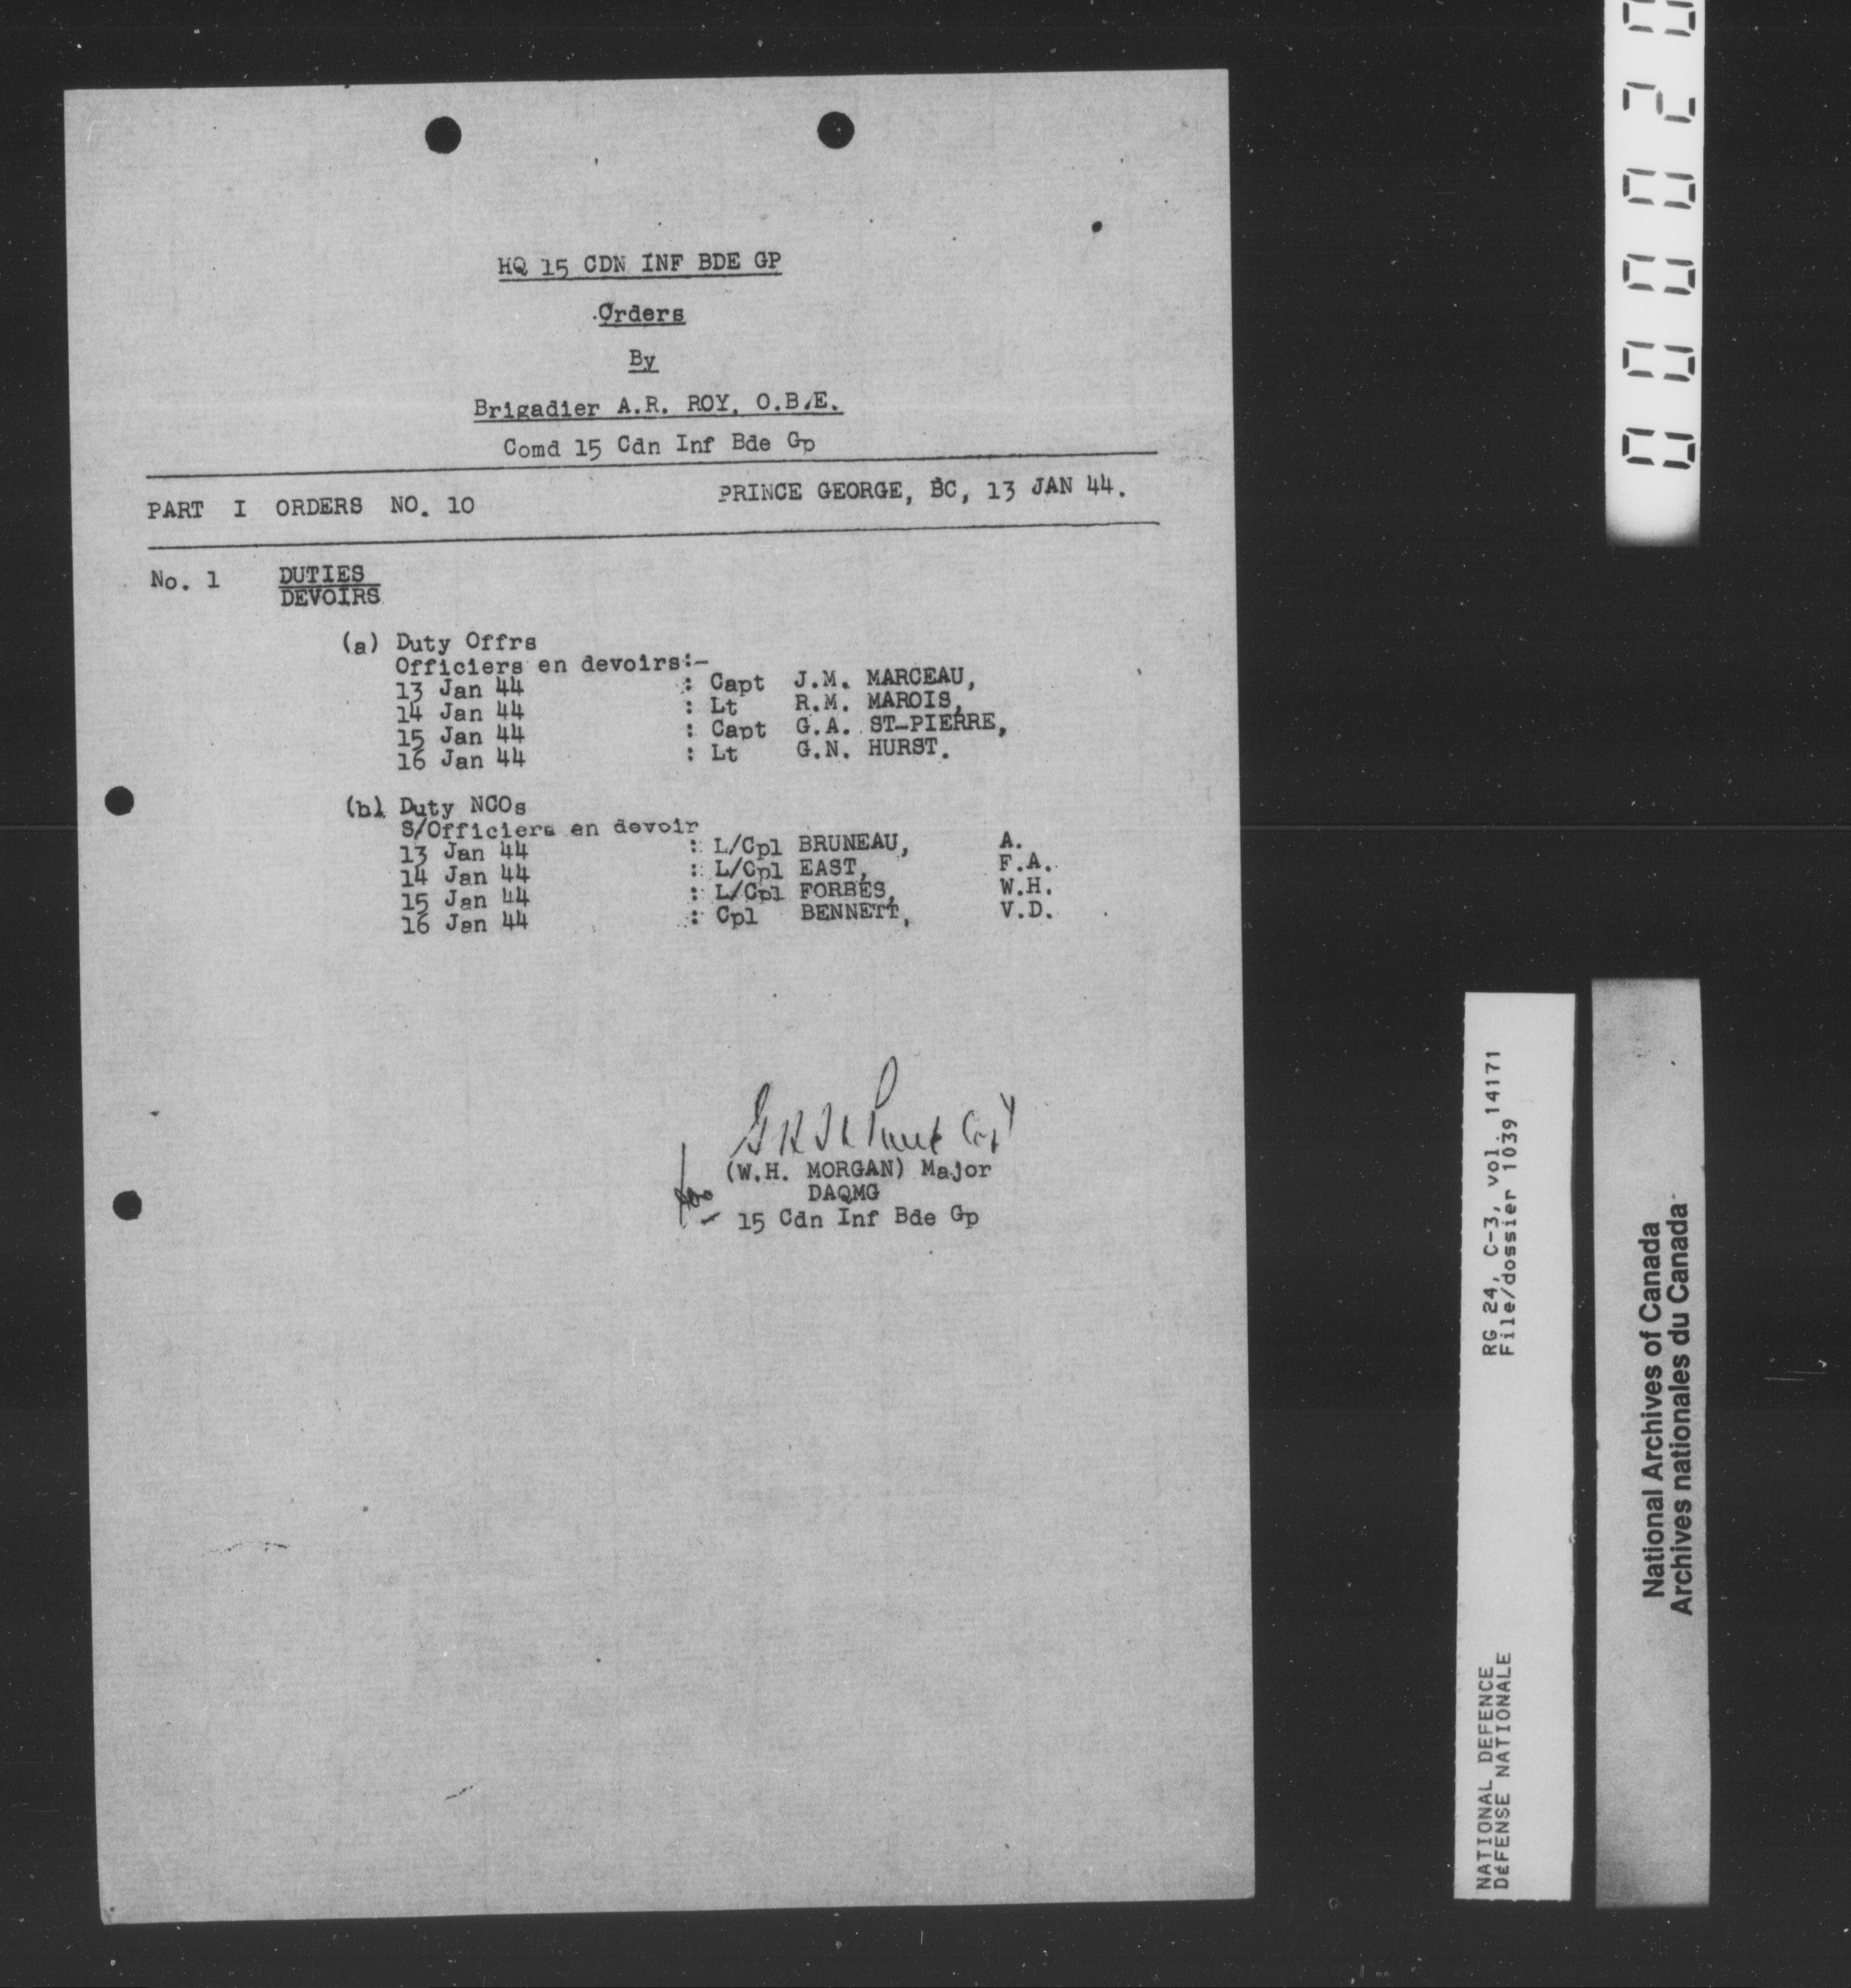 HQ 15 CDN INF BDE GP
Orders
By
Brigadier A.R. ROY, O.B.E.
Comd 15 Cdn Inf Bde Gp
PART I ORDERS NO. 10 PRINCE GEORGE, BC, 13 JAN 44.
No. 1 DUTIES
DEVOIRS
(a) Duty Offrs
Officiers en devoirs:-
13 Jan 44 : Capt J.M. MARCEAU,
14 Jan 44 : Lt R.M. MAROIS,
15 Jan 44 : Capt G.A. ST-PIERRE,
16 Jan 44 : Lt G.N. HURST.
(b) Duty NCOs
S/Officiers en devoir
13 Jan 44 : L/Cpl BRUNEAU, A.
14 Jan 44 : L/Cpl EAST, F.A.
15 Jan 44 : L/Cpl FORBES, W.H.
16 Jan 44 : Cpl BENNETT, V.D.
(W.H. MORGAN) Major
for DAQMG
15 Cdn Inf Bde Gp
RG 24, C-3, vol. 14171
File/dossier 1039
NATIONAL DEFENCE
DÉFENSE NATIONALE
National Archives of Canada
Archives nationales du Canada